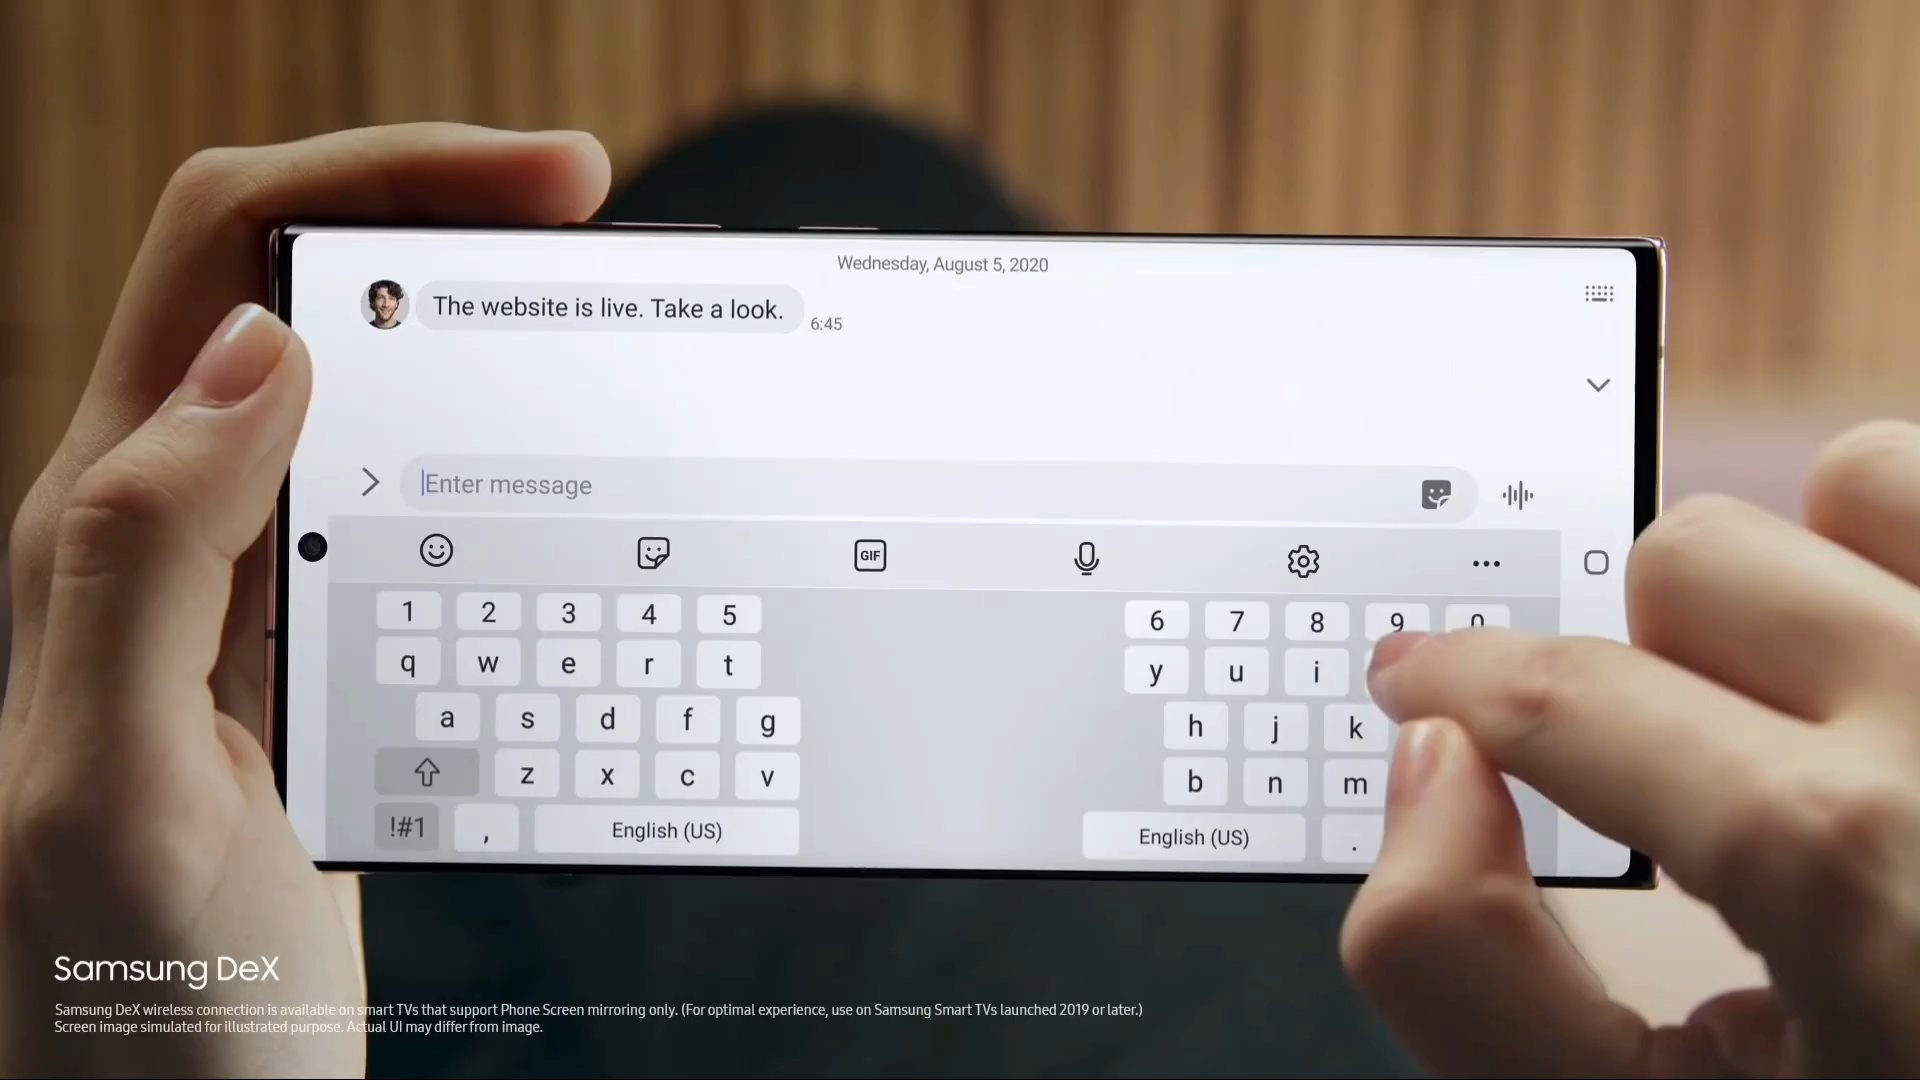 Wednesday, August 5, 2020
The website is live. Take a look.
6:45
Enter message
GIF
1 2 3 4 5 6 7 8 9 0
q w e r t y u i
a s d f g h j k
z x c v b n m
!#1 , English (US) English (US) .
Samsung DeX
Samsung DeX wireless connection is available on smart TVs that support Phone Screen mirroring only. (For optimal experience, use on Samsung Smart TVs launched 2019 or later.)
Screen image simulated for illustrated purpose. Actual UI may differ from image.